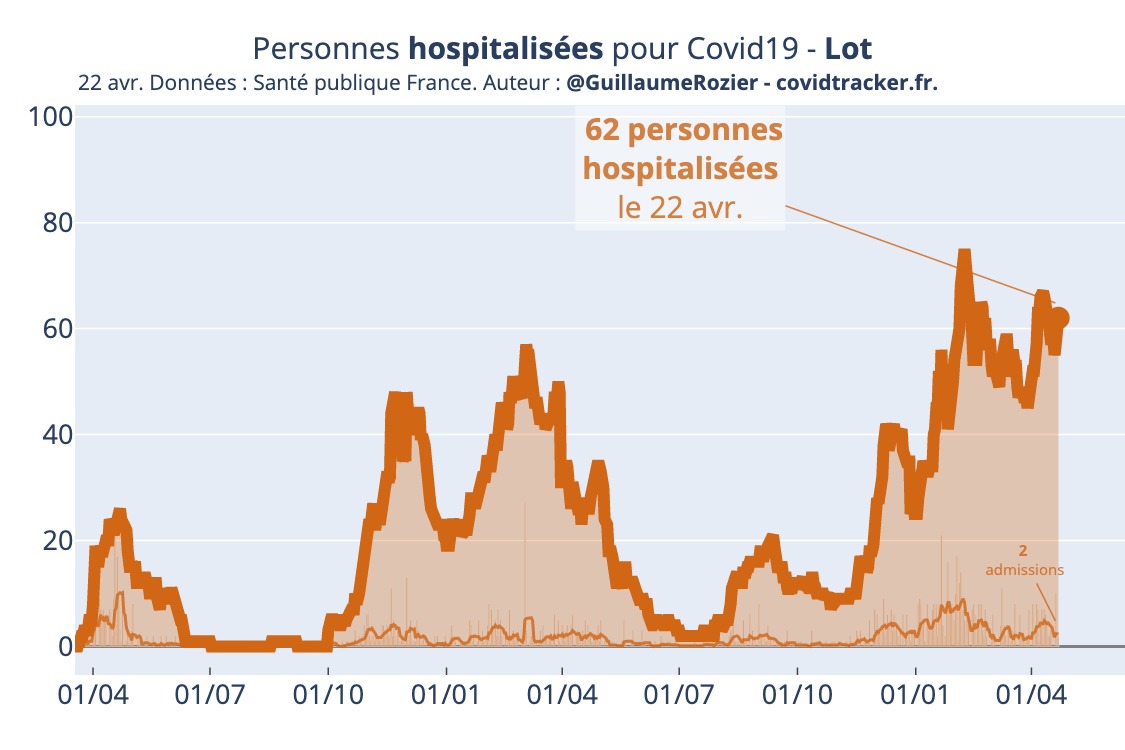 Personnes hospitalisées pour Covid19 - Lot
22 avr. Données : Santé publique France. Auteur : @GuillaumeRozier - covidtracker.fr.
100
62 personnes
hospitalisées
le 22 avr.
80
60
40
20
2
admissions
0
01/04 01/07 01/10 01/01 01/04 01/07 01/10 01/01 01/04